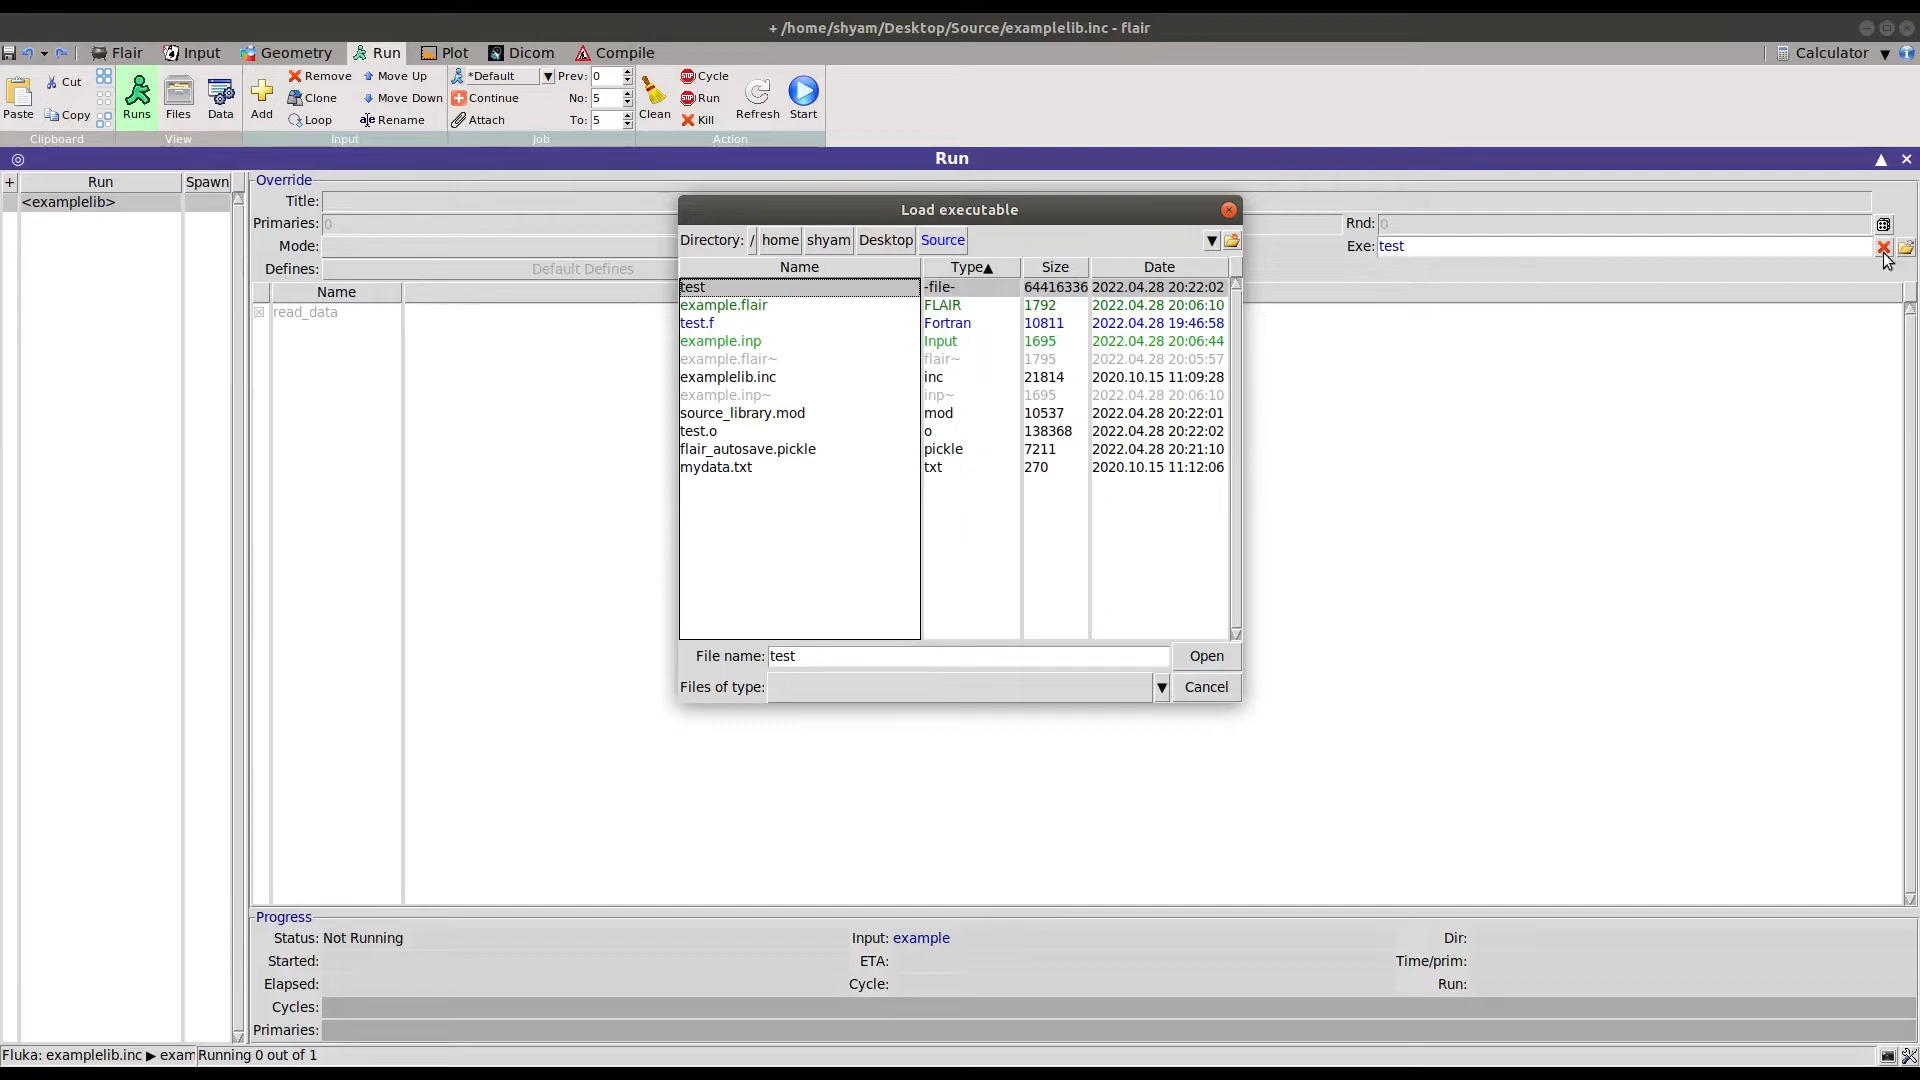 + /home/shyam/Desktop/Source/examplelib.inc - flair
Flair Input Geometry Run Plot Dicom Compile Calculator
Paste Cut Copy
Clipboard
Runs Files Data
View
Add Remove Move Up
Clone Move Down
Loop Rename
Input
*Default Prev: 0
Continue No: 5
Attach To: 5
Job
Clean STOP Cycle
STOP Run
Kill
Refresh Start
Action
Run
+ Run Spawn
<examplelib>
Override
Title:
Primaries: 0 Rnd: 0
Mode: Exe: test
Defines: Default Defines
Name
read_data
Load executable
Directory: / home shyam Desktop Source
Name Type▲ Size Date
test -file- 64416336 2022.04.28 20:22:02
example.flair FLAIR 1792 2022.04.28 20:06:10
test.f Fortran 10811 2022.04.28 19:46:58
example.inp Input 1695 2022.04.28 20:06:44
example.flair~ flair~ 1795 2022.04.28 20:05:57
examplelib.inc inc 21814 2020.10.15 11:09:28
example.inp~ inp~ 1695 2022.04.28 20:06:10
source_library.mod mod 10537 2022.04.28 20:22:01
test.o o 138368 2022.04.28 20:22:02
flair_autosave.pickle pickle 7211 2022.04.28 20:21:10
mydata.txt txt 270 2020.10.15 11:12:06
File name: test Open
Files of type: Cancel
Progress
Status: Not Running Input: example Dir:
Started: ETA: Time/prim:
Elapsed: Cycle: Run:
Cycles:
Primaries:
Fluka: examplelib.inc ▶ exam Running 0 out of 1